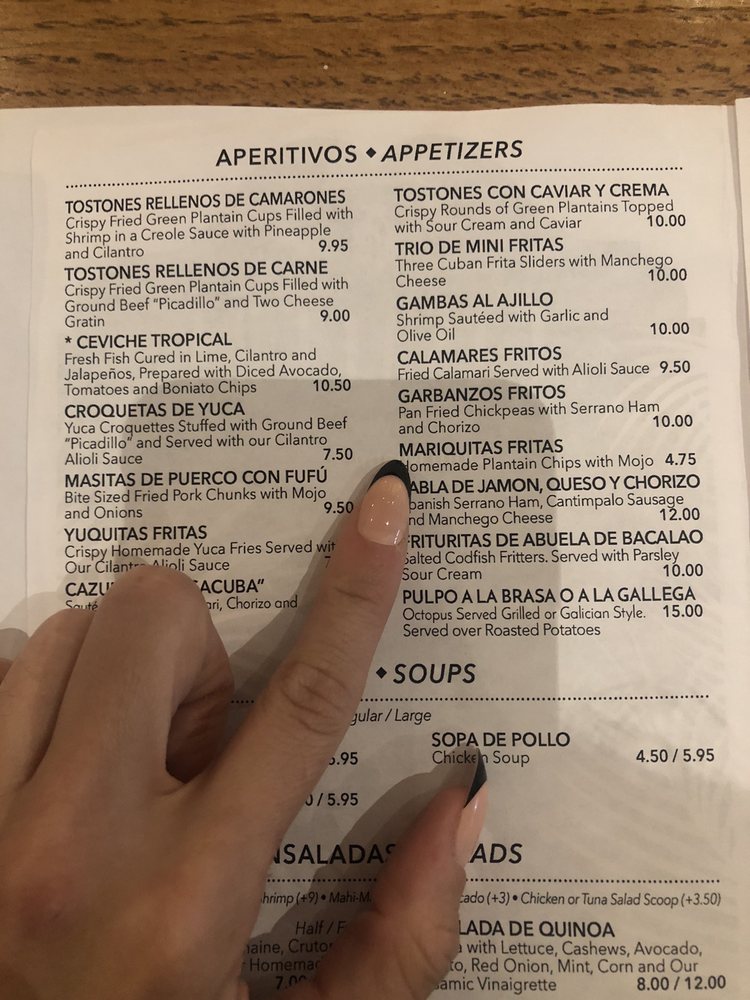 APERITIVOS ◆ APPETIZERS
TOSTONES RELLENOS DE CAMARONES
Crispy Fried Green Plantain Cups Filled with
Shrimp in a Creole Sauce with Pineapple
and Cilantro 9.95
TOSTONES RELLENOS DE CARNE
Crispy Fried Green Plantain Cups Filled with
Ground Beef "Picadillo" and Two Cheese
Gratin 9.00
* CEVICHE TROPICAL
Fresh Fish Cured in Lime, Cilantro and
Jalapeños, Prepared with Diced Avocado,
Tomatoes and Boniato Chips 10.50
CROQUETAS DE YUCA
Yuca Croquettes Stuffed with Ground Beef
"Picadillo" and Served with our Cilantro
Alioli Sauce 7.50
MASITAS DE PUERCO CON FUFÚ
Bite Sized Fried Pork Chunks with Mojo
and Onions 9.50
YUQUITAS FRITAS
Crispy Homemade Yuca Fries Served
Our Cilantro Alioli Sauce
Chorizo and
TOSTONES CON CAVIAR Y CREMA
Crispy Rounds of Green Plantains Topped
with Sour Cream and Caviar 10.00
TRIO DE MINI FRITAS
Three Cuban Frita Sliders with Manchego
Cheese 10.00
GAMBAS AL AJILLO
Shrimp Sautéed with Garlic and
Olive Oil 10.00
CALAMARES FRITOS
Fried Calamari Served with Alioli Sauce 9.50
GARBANZOS FRITOS
Pan Fried Chickpeas with Serrano Ham
and Chorizo 10.00
MARIQUITAS FRITAS
Homemade Plantain Chips with Mojo 4.75
TABLA DE JAMON, QUESO Y CHORIZO
Spanish Serrano Ham, Cantimpalo Sausage
and Manchego Cheese 12.00
FRITURITAS DE ABUELA DE BACALAO
Salted Codfish Fritters. Served with Parsley
Sour Cream 10.00
PULPO A LA BRASA O A LA GALLEGA
Octopus Served Grilled or Galician Style. 15.00
Served over Roasted Potatoes
◆ SOUPS
/ Large
5.95
/ 5.95
SOPA DE POLLO
Chicken Soup 4.50 / 5.95
(+9) • (+3) • Chicken or Tuna Salad Scoop (+3.50)
Half /
DE QUINOA
with Lettuce, Cashews, Avocado,
Red Onion, Mint, Corn and Our
Vinaigrette 8.00 / 12.00